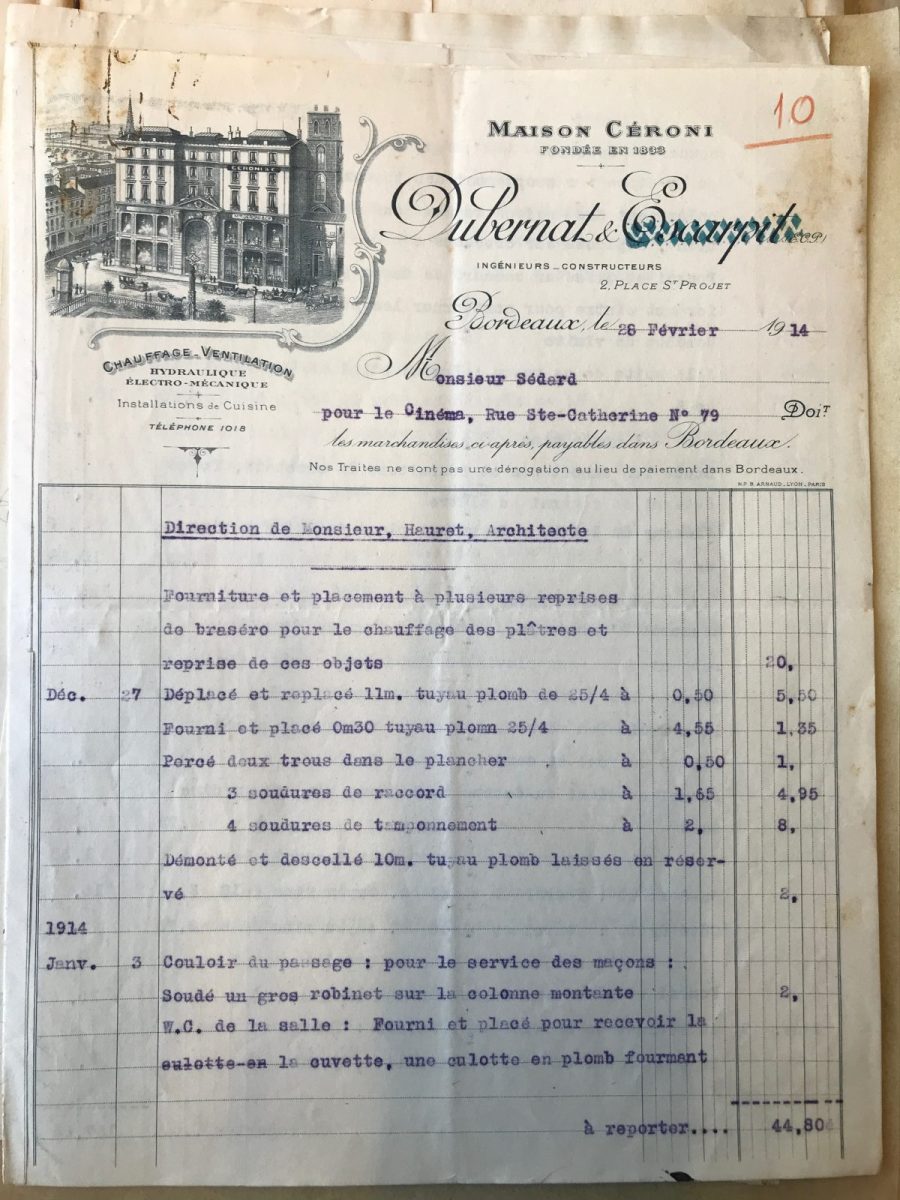 10
MAISON CÉRONI
FONDÉE EN 1833
CERONI & Cie
Dubernat & Escarpit
INGÉNIEURS_CONSTRUCTEURS
2, PLACE ST PROJET
Bordeaux, le 28 Février 1914
CHAUFFAGE_VENTILATION
HYDRAULIQUE
ÉLECTRO-MÉCANIQUE
Installations de Cuisine
TÉLÉPHONE 1018
Monsieur Sédard
pour le Cinéma, Rue Ste-Catherine N° 79 DOIT
les marchandises ci-après, payables dans Bordeaux.
Nos Traites ne sont pas une dérogation au lieu de paiement dans Bordeaux.
B. ARNAUD_LYON_PARIS
Direction de Monsieur, Hauret, Architecte
Fourniture et placement à plusieurs reprises
de braséro pour le chauffage des plâtres et
reprise de ces objets 20,
Déc. 27 Déplacé et replacé 11m. tuyau plomb de 25/4 à 0,50 5,50
Fourni et placé 0m30 tuyau plomn 25/4 à 4,55 1,35
Percé deux trous dans le plancher à 0,50 1,
3 soudures de raccord à 1,65 4,95
4 soudures de tamponnement à 2, 8,
Démonté et descellé 10m. tuyau plomb laissés en réser-
vé 2,
1914
Janv. 3 Couloir du passage : pour le service des maçons :
Soudé un gros robinet sur la colonne montante 2,
W.C. de la salle : Fourni et placé pour recevoir la
culotte en la cuvette, une culotte en plomb fourmant
à reporter.... 44,80